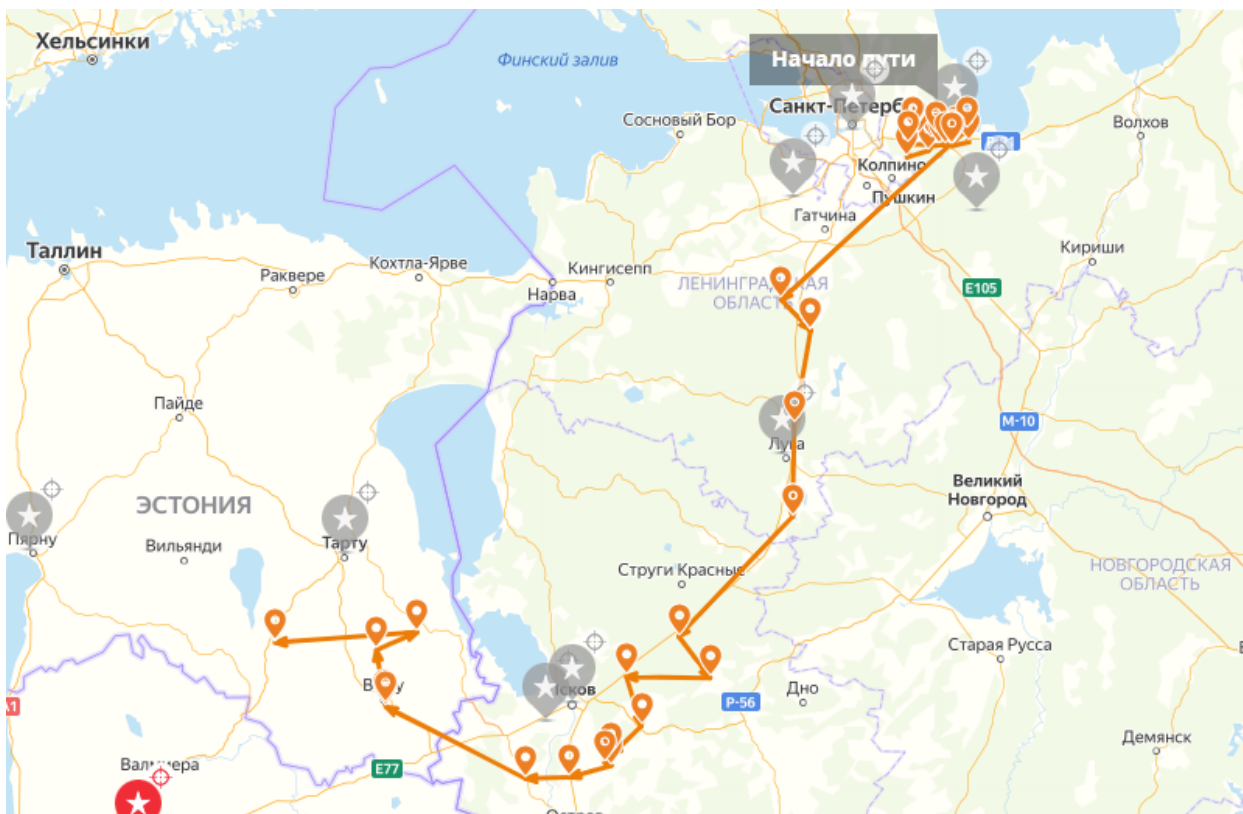 Хельсинки
Финский залив
Начало пути
Санкт-Петерб
Сосновый Бор
Волхов
Колпино
Пушкин
Гатчина
Кириши
Таллин
Раквере
Кохтла-Ярве
Нарва
Кингисепп
ЛЕНИНГРАДСКАЯ
ОБЛАСТЬ
E105
Пайде
М-10
Луга
Великий
Новгород
ЭСТОНИЯ
Пярну
Вильянди
Тарту
Струги Красные
НОВГОРОДСКАЯ
ОБЛАСТЬ
Старая Русса
Дно
Р-56
Демянск
Валмиера
E77